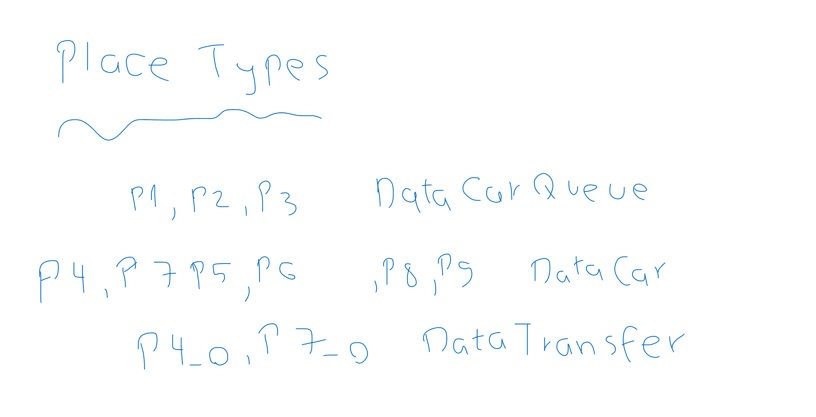 Place Types
P1, P2, P3 DataCarQueue
P4, P7 P5, P6 ,P8, P9 DataCar
P4_0, P7_0 DataTransfer